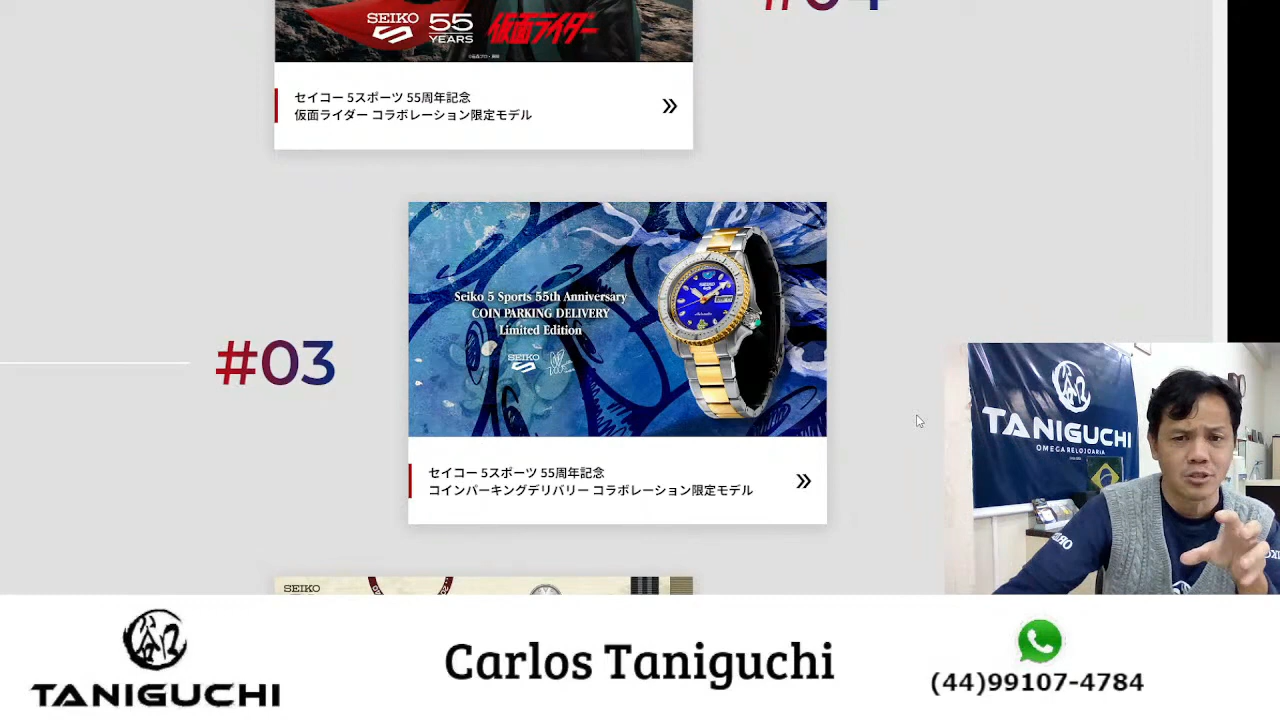 #04
SEIKO 5
55
YEARS
仮面ライダー
セイコー 5スポーツ 55周年記念
仮面ライダー コラボレーション限定モデル
#03
Seiko 5 Sports 55th Anniversary
COIN PARKING DELIVERY
Limited Edition
SEIKO
セイコー 5スポーツ 55周年記念
コインパーキングデリバリー コラボレーション限定モデル
SEIKO
TANIGUCHI
OMEGA RELOJOARIA
TANIGUCHI
Carlos Taniguchi
(44)99107-4784